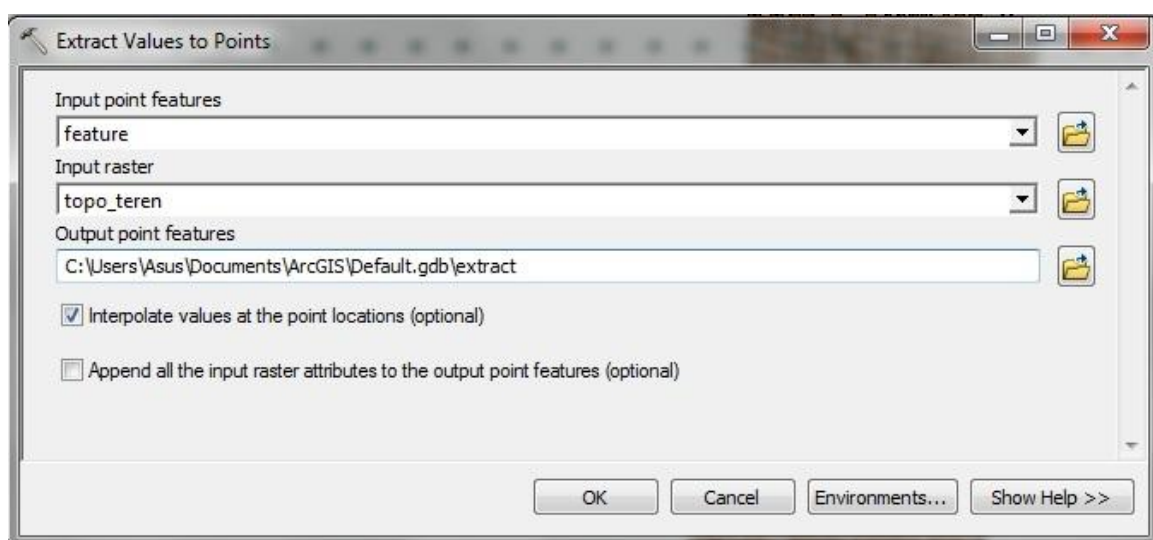 Extract Values to Points
Input point features
feature
Input raster
topo_teren
Output point features
C:\Users\Asus\Documents\ArcGIS\Default.gdb\extract
Interpolate values at the point locations (optional)
Append all the input raster attributes to the output point features (optional)
OK Cancel Environments... Show Help >>